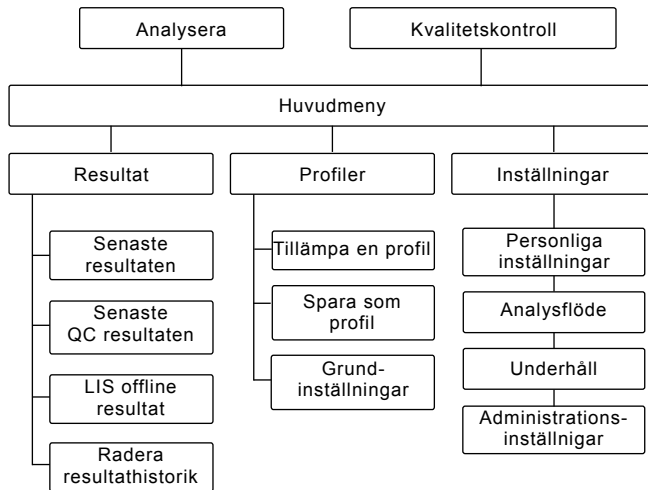 Analysera
Kvalitetskontroll
Huvudmeny
Resultat
Profiler
Inställningar
Senaste
resultaten
Senaste
QC resultaten
LIS offline
resultat
Radera
resultathistorik
Tillämpa en profil
Spara som
profil
Grund-
inställningar
Personliga
inställningar
Analysflöde
Underhåll
Administrations-
inställnigar